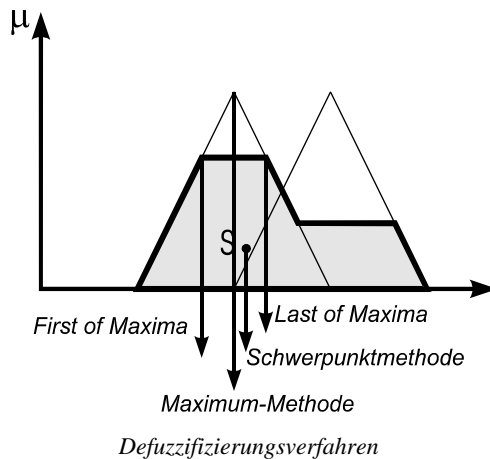 μ
S
First of Maxima
Last of Maxima
Schwerpunktmethode
Maximum-Methode
Defuzzifizierungsverfahren